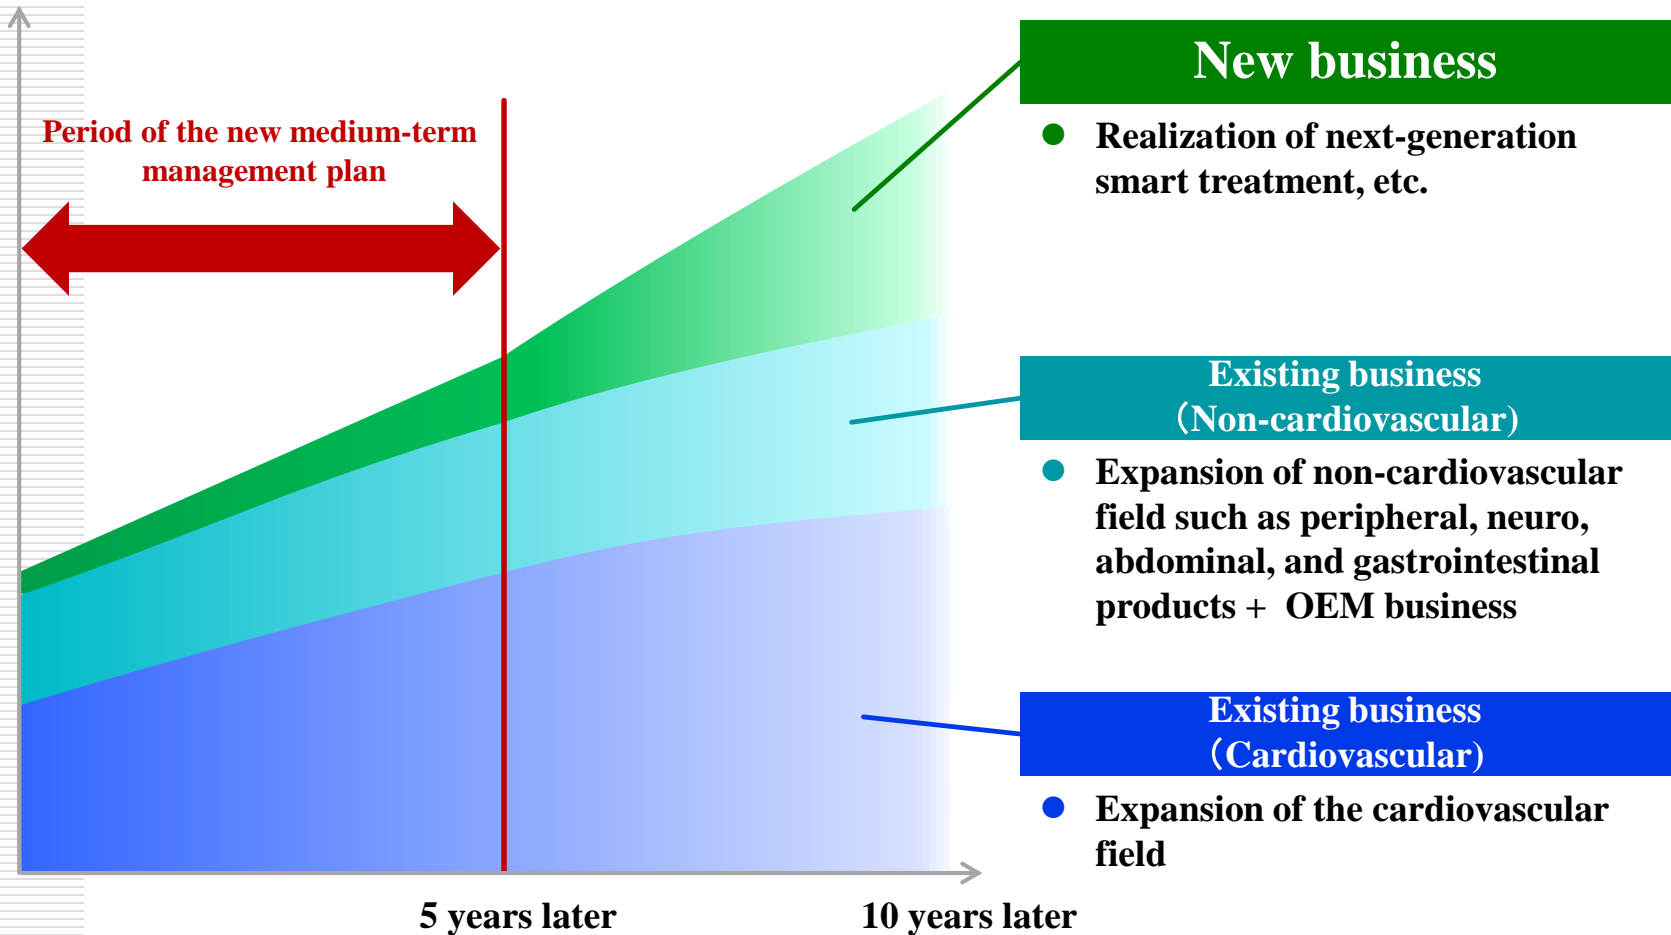 Period of the new medium-term
management plan
New business
● Realization of next-generation
smart treatment, etc.
Existing business
（Non-cardiovascular)
● Expansion of non-cardiovascular
field such as peripheral, neuro,
abdominal, and gastrointestinal
products + OEM business
Existing business
（Cardiovascular)
● Expansion of the cardiovascular
field
5 years later
10 years later